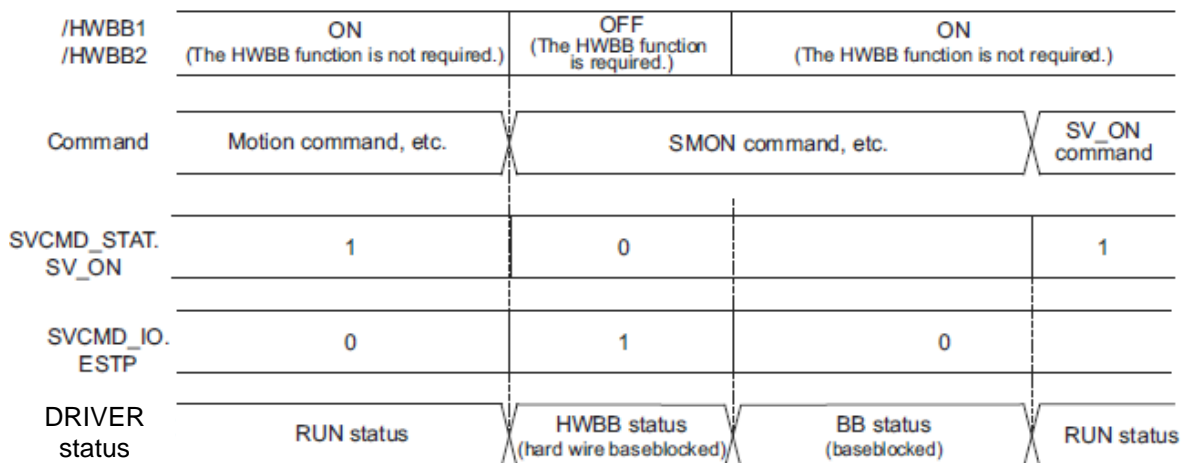 /HWBB1
/HWBB2
ON
(The HWBB function is not required.)
OFF
(The HWBB function
is required.)
ON
(The HWBB function is not required.)
Command
Motion command, etc.
SMON command, etc.
SV_ON
command
SVCMD_STAT.
SV_ON
1
0
1
SVCMD_IO.
ESTP
0
1
0
DRIVER
status
RUN status
HWBB status
(hard wire baseblocked)
BB status
(baseblocked)
RUN status